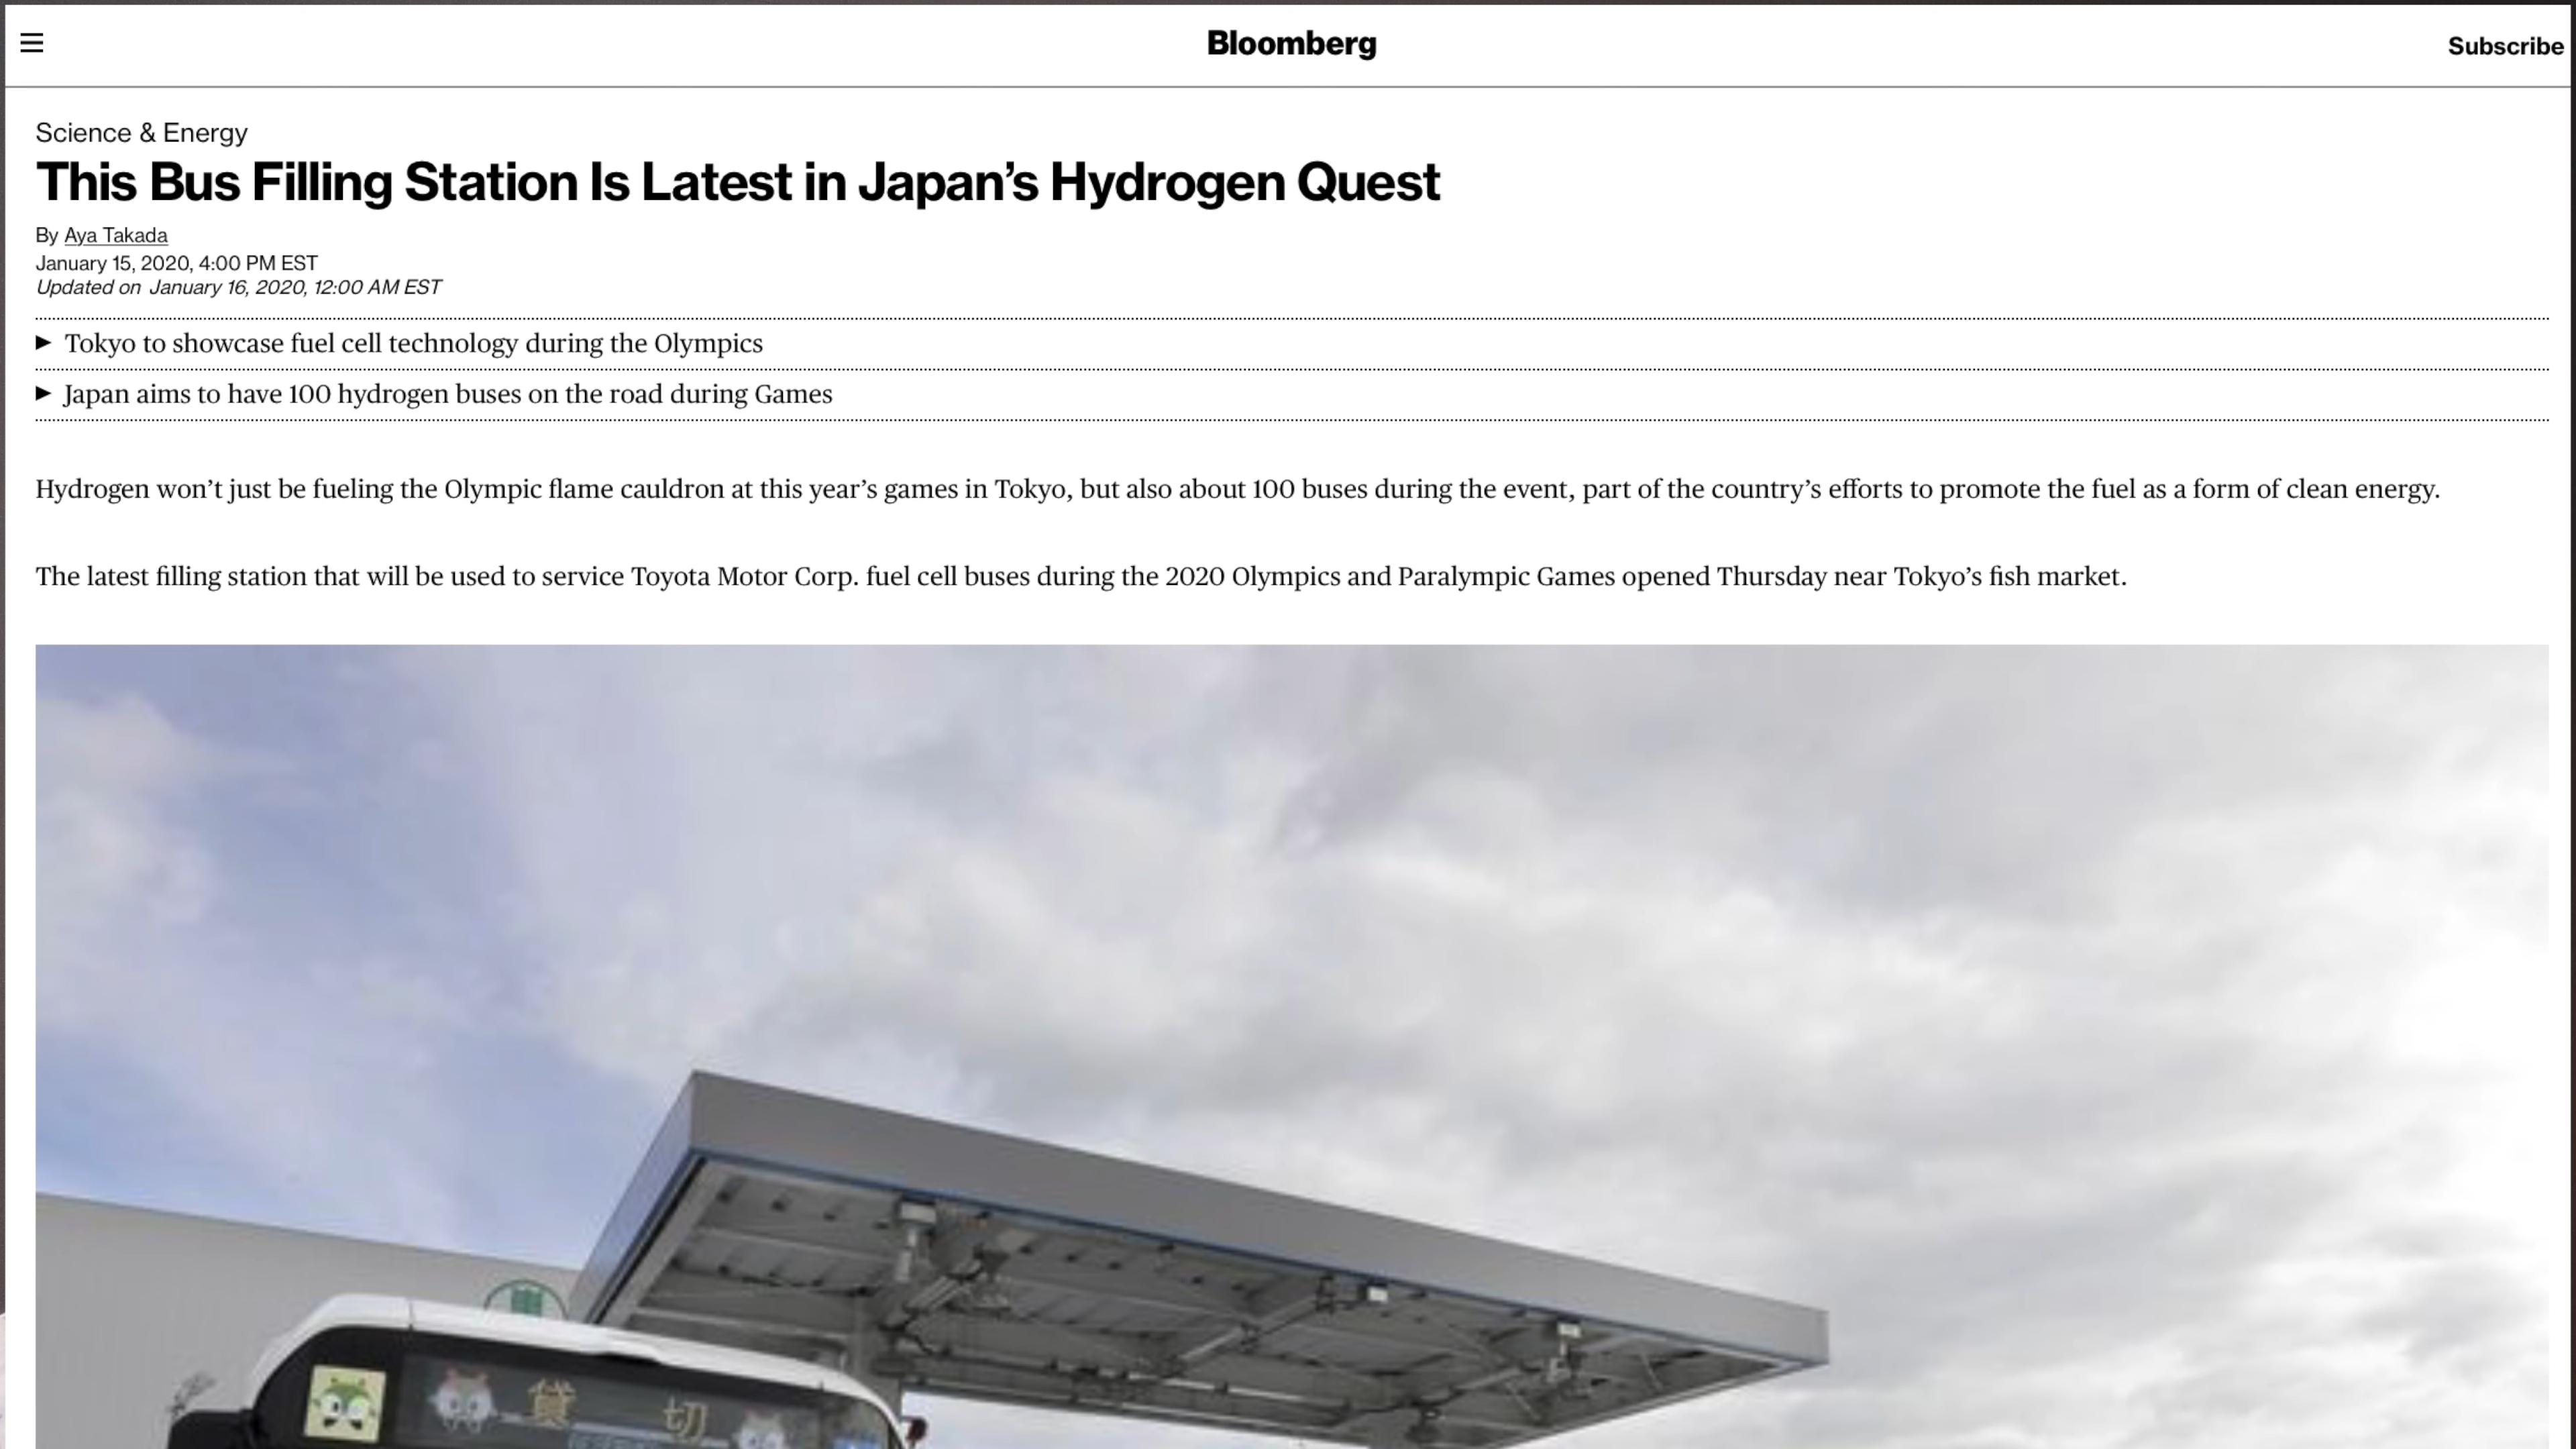 Bloomberg
Subscribe
Science & Energy
This Bus Filling Station Is Latest in Japan’s Hydrogen Quest
By Aya Takada
January 15, 2020, 4:00 PM EST
Updated on January 16, 2020, 12:00 AM EST
Tokyo to showcase fuel cell technology during the Olympics
Japan aims to have 100 hydrogen buses on the road during Games
Hydrogen won’t just be fueling the Olympic flame cauldron at this year’s games in Tokyo, but also about 100 buses during the event, part of the country’s efforts to promote the fuel as a form of clean energy.
The latest filling station that will be used to service Toyota Motor Corp. fuel cell buses during the 2020 Olympics and Paralympic Games opened Thursday near Tokyo’s fish market.
貸 切